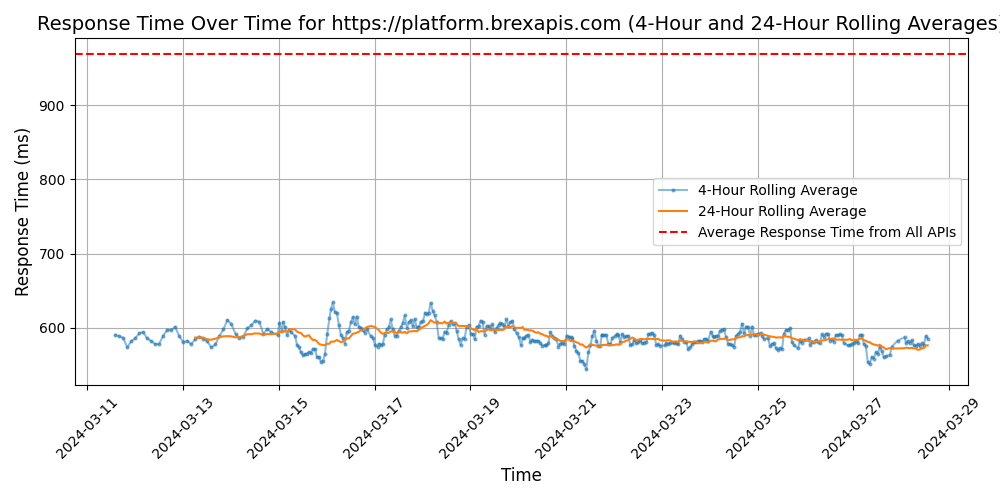 Response Time Over Time for https://platform.brexapis.com (4-Hour and 24-Hour Rolling Averages)
Response Time (ms)
900
800
700
600
4-Hour Rolling Average
24-Hour Rolling Average
Average Response Time from All APIs
2024-03-11
2024-03-13
2024-03-15
2024-03-17
2024-03-19
2024-03-21
2024-03-23
2024-03-25
2024-03-27
2024-03-29
Time